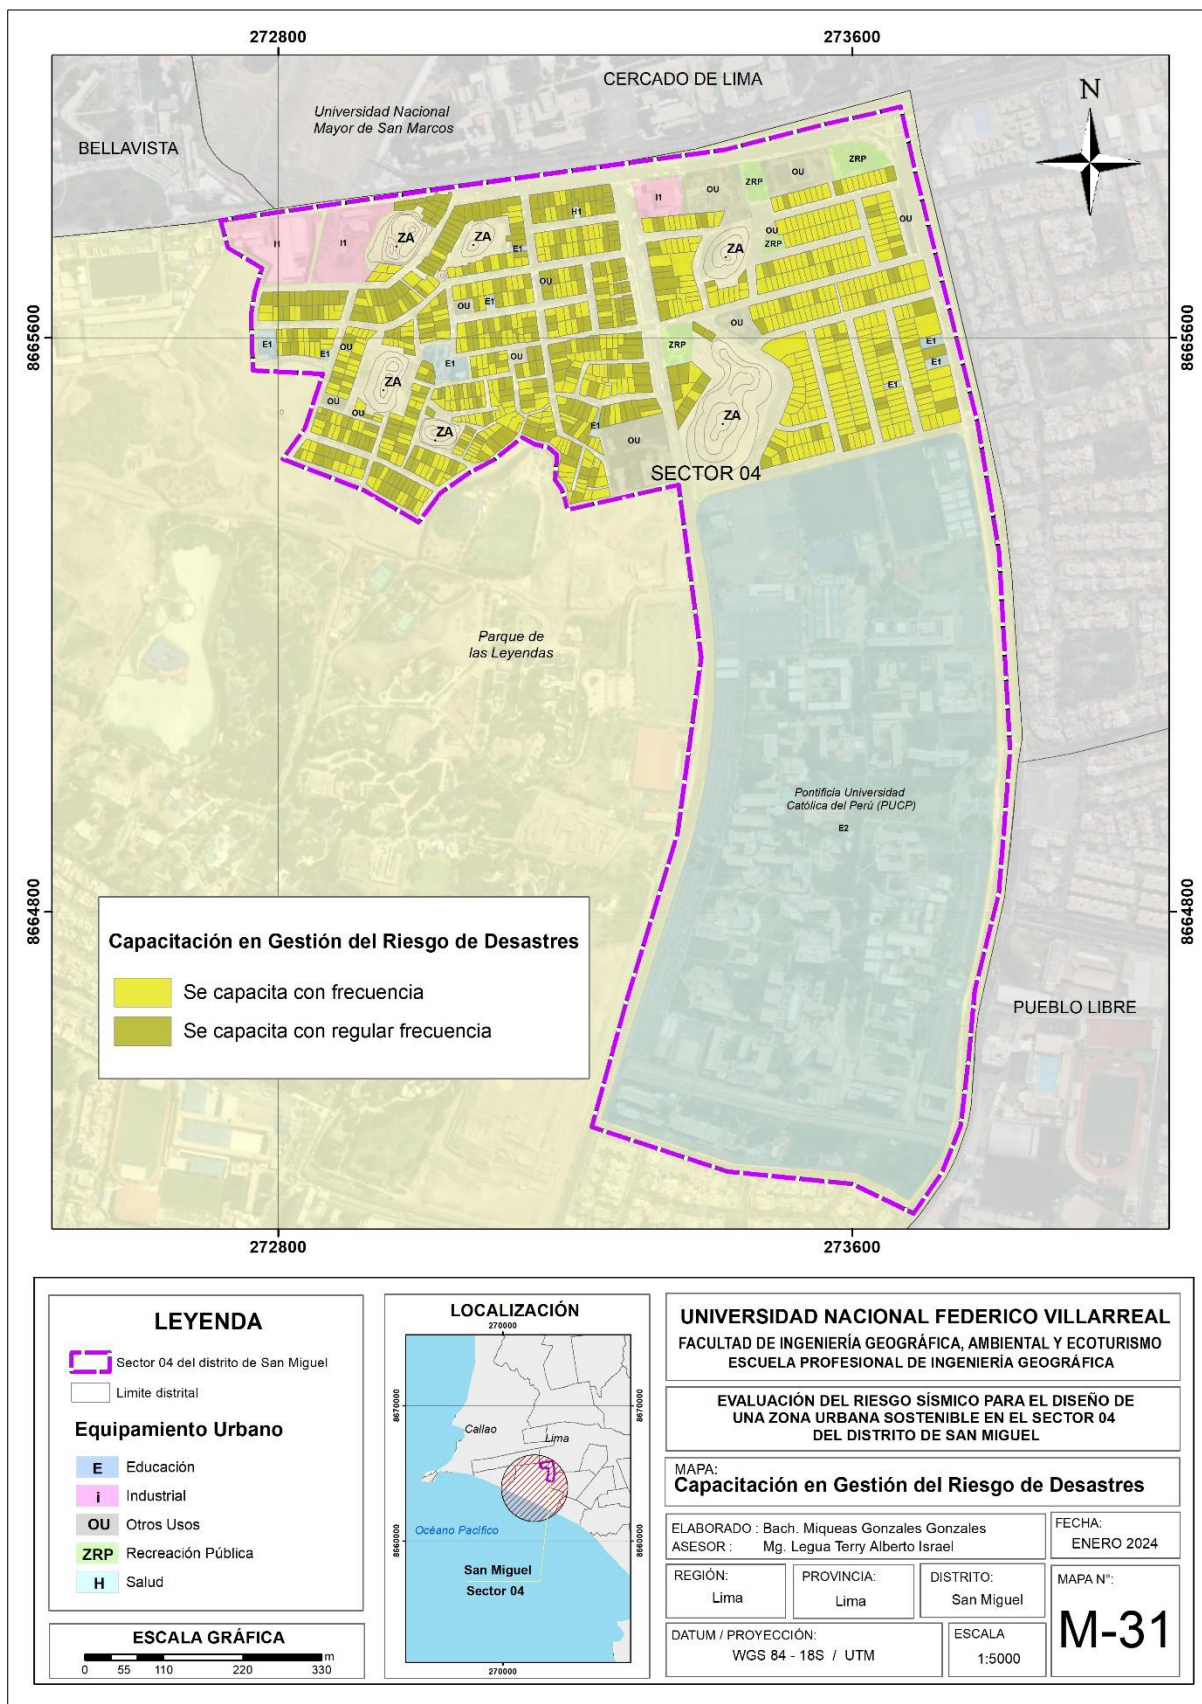 272800
273600
CERCADO DE LIMA
Universidad Nacional
Mayor de San Marcos
BELLAVISTA
N
ZRP
OU
ZRP
OU
I1
I1
I1
H1
OU
OU
ZRP
ZA
ZA
E1
ZA
8665600
8665600
OU
E1
OU
OU
E1
E1
OU
E1
OU
ZRP
E1
E1
ZA
E1
OU
OU
ZA
E1
OU
ZA
SECTOR 04
Parque de
las Leyendas
Pontificia Universidad
Católica del Perú (PUCP)
E2
8664800
8664800
Capacitación en Gestión del Riesgo de Desastres
Se capacita con frecuencia
Se capacita con regular frecuencia
PUEBLO LIBRE
272800
273600
LEYENDA
Sector 04 del distrito de San Miguel
Limite distrital
Equipamiento Urbano
E Educación
i Industrial
OU Otros Usos
ZRP Recreación Pública
H Salud
ESCALA GRÁFICA
m
0 55 110 220 330
LOCALIZACIÓN
270000
8670000
8670000
Callao
Lima
Océano Pacífico
8660000
8660000
San Miguel
Sector 04
270000
UNIVERSIDAD NACIONAL FEDERICO VILLARREAL
FACULTAD DE INGENIERÍA GEOGRÁFICA, AMBIENTAL Y ECOTURISMO
ESCUELA PROFESIONAL DE INGENIERÍA GEOGRÁFICA
EVALUACIÓN DEL RIESGO SÍSMICO PARA EL DISEÑO DE
UNA ZONA URBANA SOSTENIBLE EN EL SECTOR 04
DEL DISTRITO DE SAN MIGUEL
MAPA:
Capacitación en Gestión del Riesgo de Desastres
ELABORADO : Bach. Miqueas Gonzales Gonzales
ASESOR : Mg. Legua Terry Alberto Israel
FECHA:
ENERO 2024
REGIÓN:
Lima
PROVINCIA:
Lima
DISTRITO:
San Miguel
MAPA N°:
M-31
DATUM / PROYECCIÓN:
WGS 84 - 18S / UTM
ESCALA
1:5000